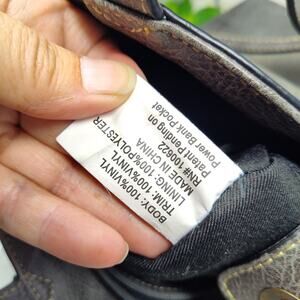 BODY: 100%VINYL
TRIM: 100%VINYL
LINING: 100%POLYESTER
MADE IN CHINA
RN# 100922
Patent Pending on
Power Bank Pocket